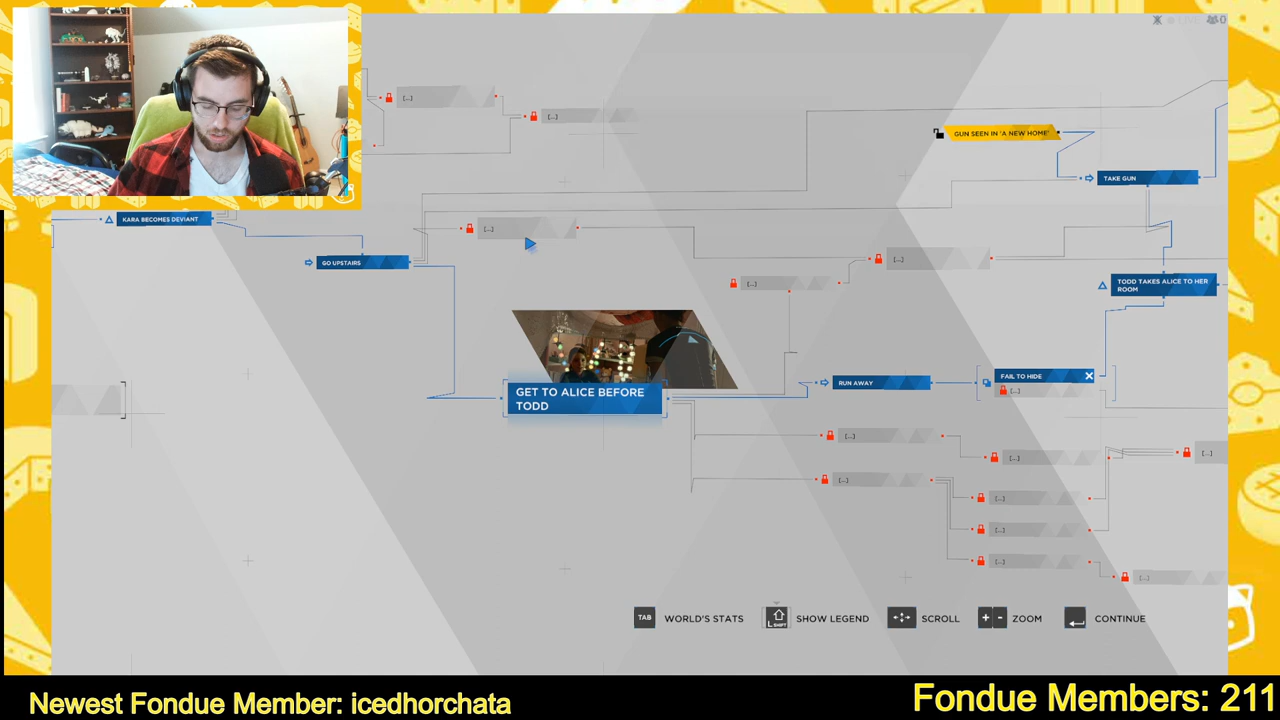 LIVE 0
[...]
[...]
GUN SEEN IN 'A NEW HOME'
TAKE GUN
KARA BECOMES DEVIANT
[...]
GO UPSTAIRS
[...]
[...]
TODD TAKES ALICE TO HER
ROOM
GET TO ALICE BEFORE
TODD
RUN AWAY
FAIL TO HIDE
[...]
[...]
[...]
[...]
[...]
[...]
[...]
[...]
[...]
TAB WORLD'S STATS L SHIFT SHOW LEGEND SCROLL + - ZOOM CONTINUE
Newest Fondue Member: icedhorchata
Fondue Members: 211